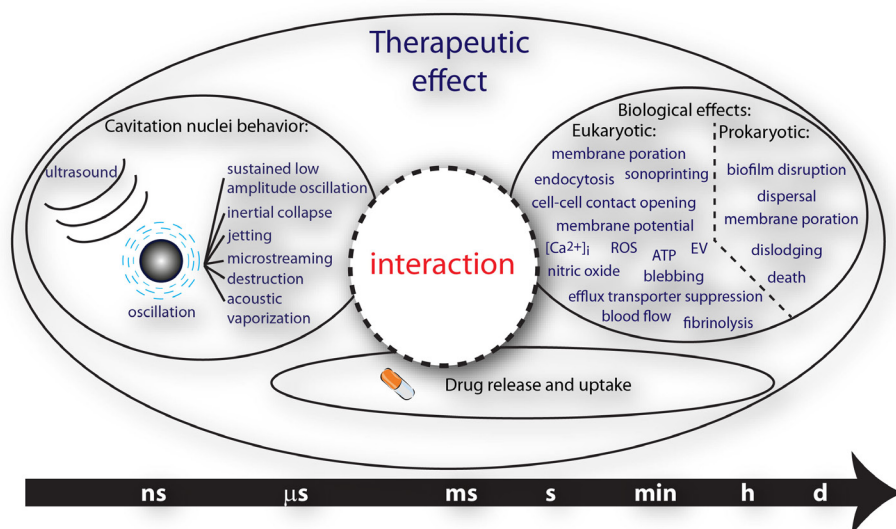 Therapeutic
effect
Cavitation nuclei behavior:
ultrasound
oscillation
sustained low
amplitude oscillation
inertial collapse
jetting
microstreaming
destruction
acoustic
vaporization
interaction
Biological effects:
Eukaryotic:
membrane poration
endocytosis sonoprinting
cell-cell contact opening
membrane potential
[Ca²⁺]ᵢ ROS ATP EV
nitric oxide blebbing
efflux transporter suppression
blood flow fibrinolysis
Prokaryotic:
biofilm disruption
dispersal
membrane poration
dislodging
death
Drug release and uptake
ns μs ms s min h d